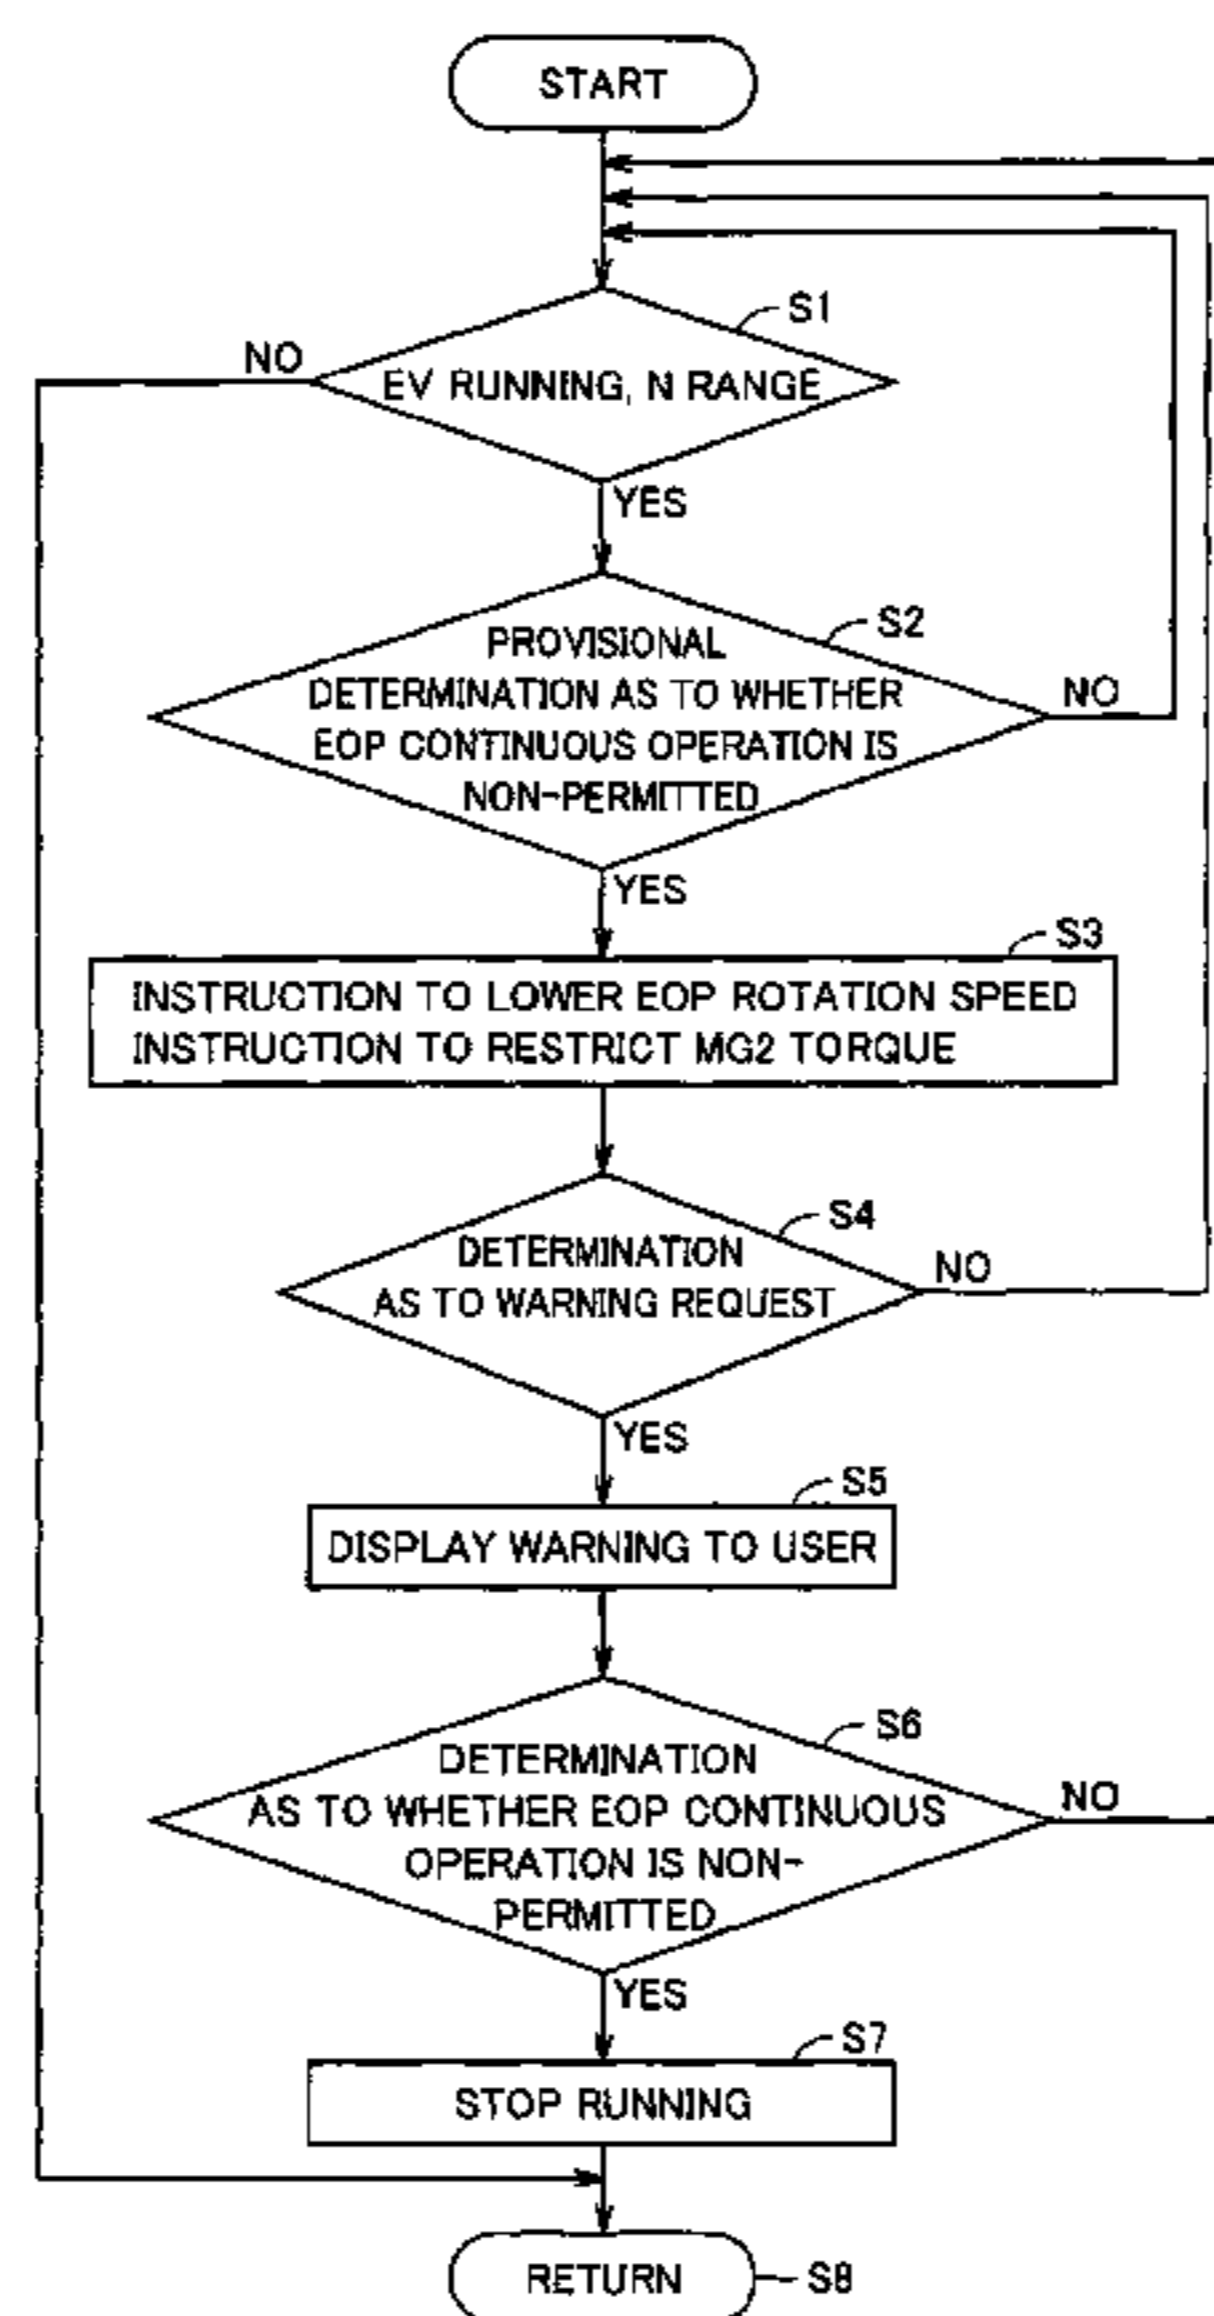 START
S1
NO
EV RUNNING, N RANGE
YES
S2
PROVISIONAL
DETERMINATION AS TO WHETHER
EOP CONTINUOUS OPERATION IS
NON-PERMITTED
NO
YES
S3
INSTRUCTION TO LOWER EOP ROTATION SPEED
INSTRUCTION TO RESTRICT MG2 TORQUE
S4
DETERMINATION
AS TO WARNING REQUEST
NO
YES
S5
DISPLAY WARNING TO USER
S6
DETERMINATION
AS TO WHETHER EOP CONTINUOUS
OPERATION IS NON-
PERMITTED
NO
YES
S7
STOP RUNNING
RETURN
S8